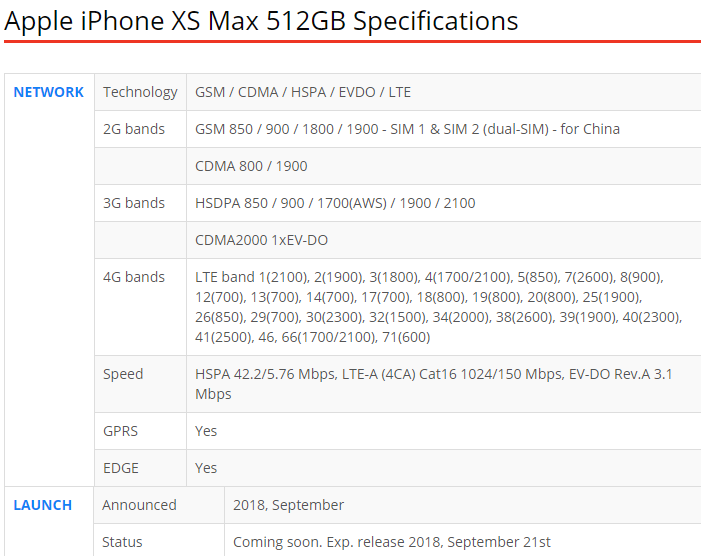 Apple iPhone XS Max 512GB Specifications
NETWORK
Technology
GSM / CDMA / HSPA / EVDO / LTE
2G bands
GSM 850 / 900 / 1800 / 1900 - SIM 1 & SIM 2 (dual-SIM) - for China
CDMA 800 / 1900
3G bands
HSDPA 850 / 900 / 1700(AWS) / 1900 / 2100
CDMA2000 1xEV-DO
4G bands
LTE band 1(2100), 2(1900), 3(1800), 4(1700/2100), 5(850), 7(2600), 8(900),
12(700), 13(700), 14(700), 17(700), 18(800), 19(800), 20(800), 25(1900),
26(850), 29(700), 30(2300), 32(1500), 34(2000), 38(2600), 39(1900), 40(2300),
41(2500), 46, 66(1700/2100), 71(600)
Speed
HSPA 42.2/5.76 Mbps, LTE-A (4CA) Cat16 1024/150 Mbps, EV-DO Rev.A 3.1
Mbps
GPRS
Yes
EDGE
Yes
LAUNCH
Announced
2018, September
Status
Coming soon. Exp. release 2018, September 21st